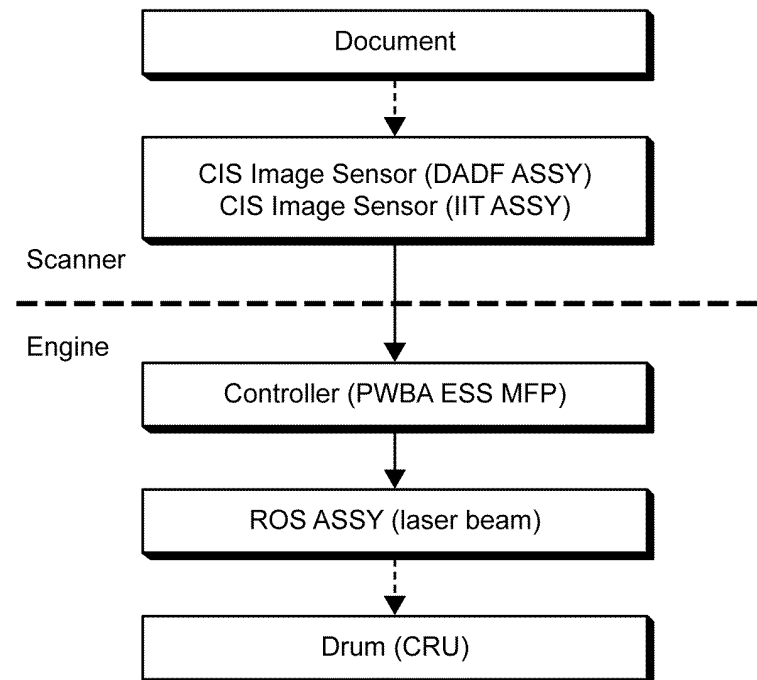 Document
CIS Image Sensor (DADF ASSY)
CIS Image Sensor (IIT ASSY)
Scanner
Engine
Controller (PWBA ESS MFP)
ROS ASSY (laser beam)
Drum (CRU)